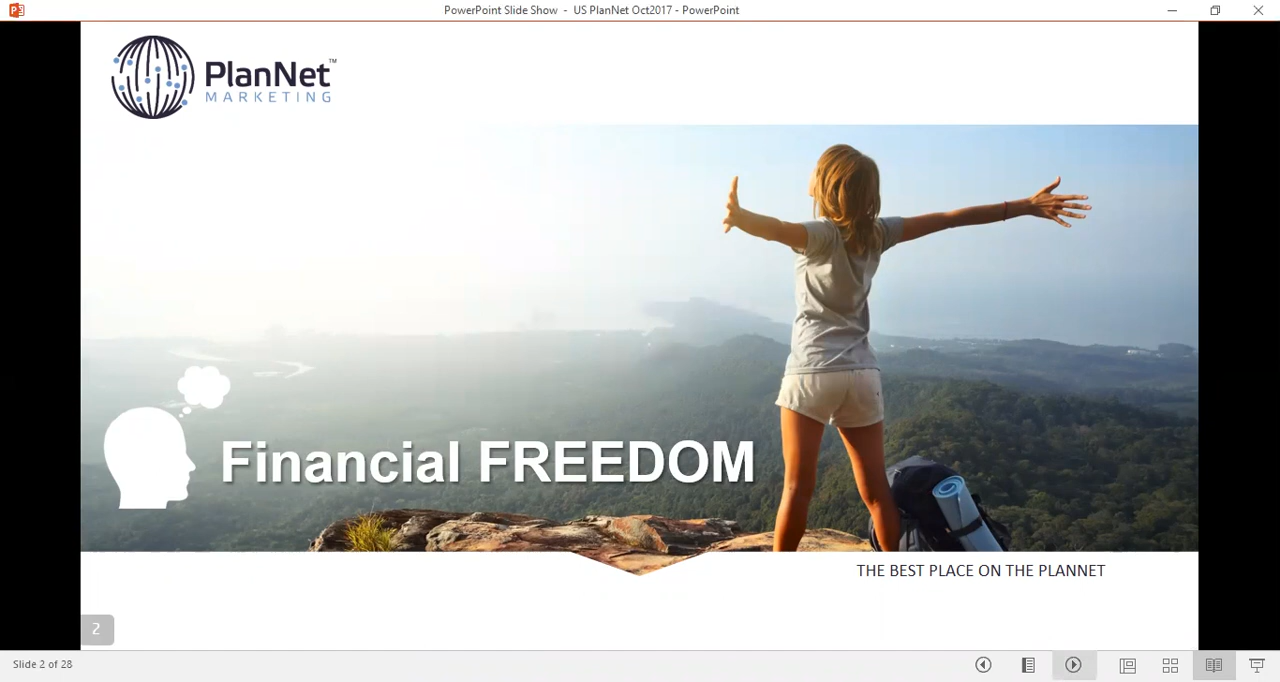 PowerPoint Slide Show - US PlanNet Oct2017 - PowerPoint
PlanNet™
MARKETING
Financial FREEDOM
THE BEST PLACE ON THE PLANNET
2
Slide 2 of 28